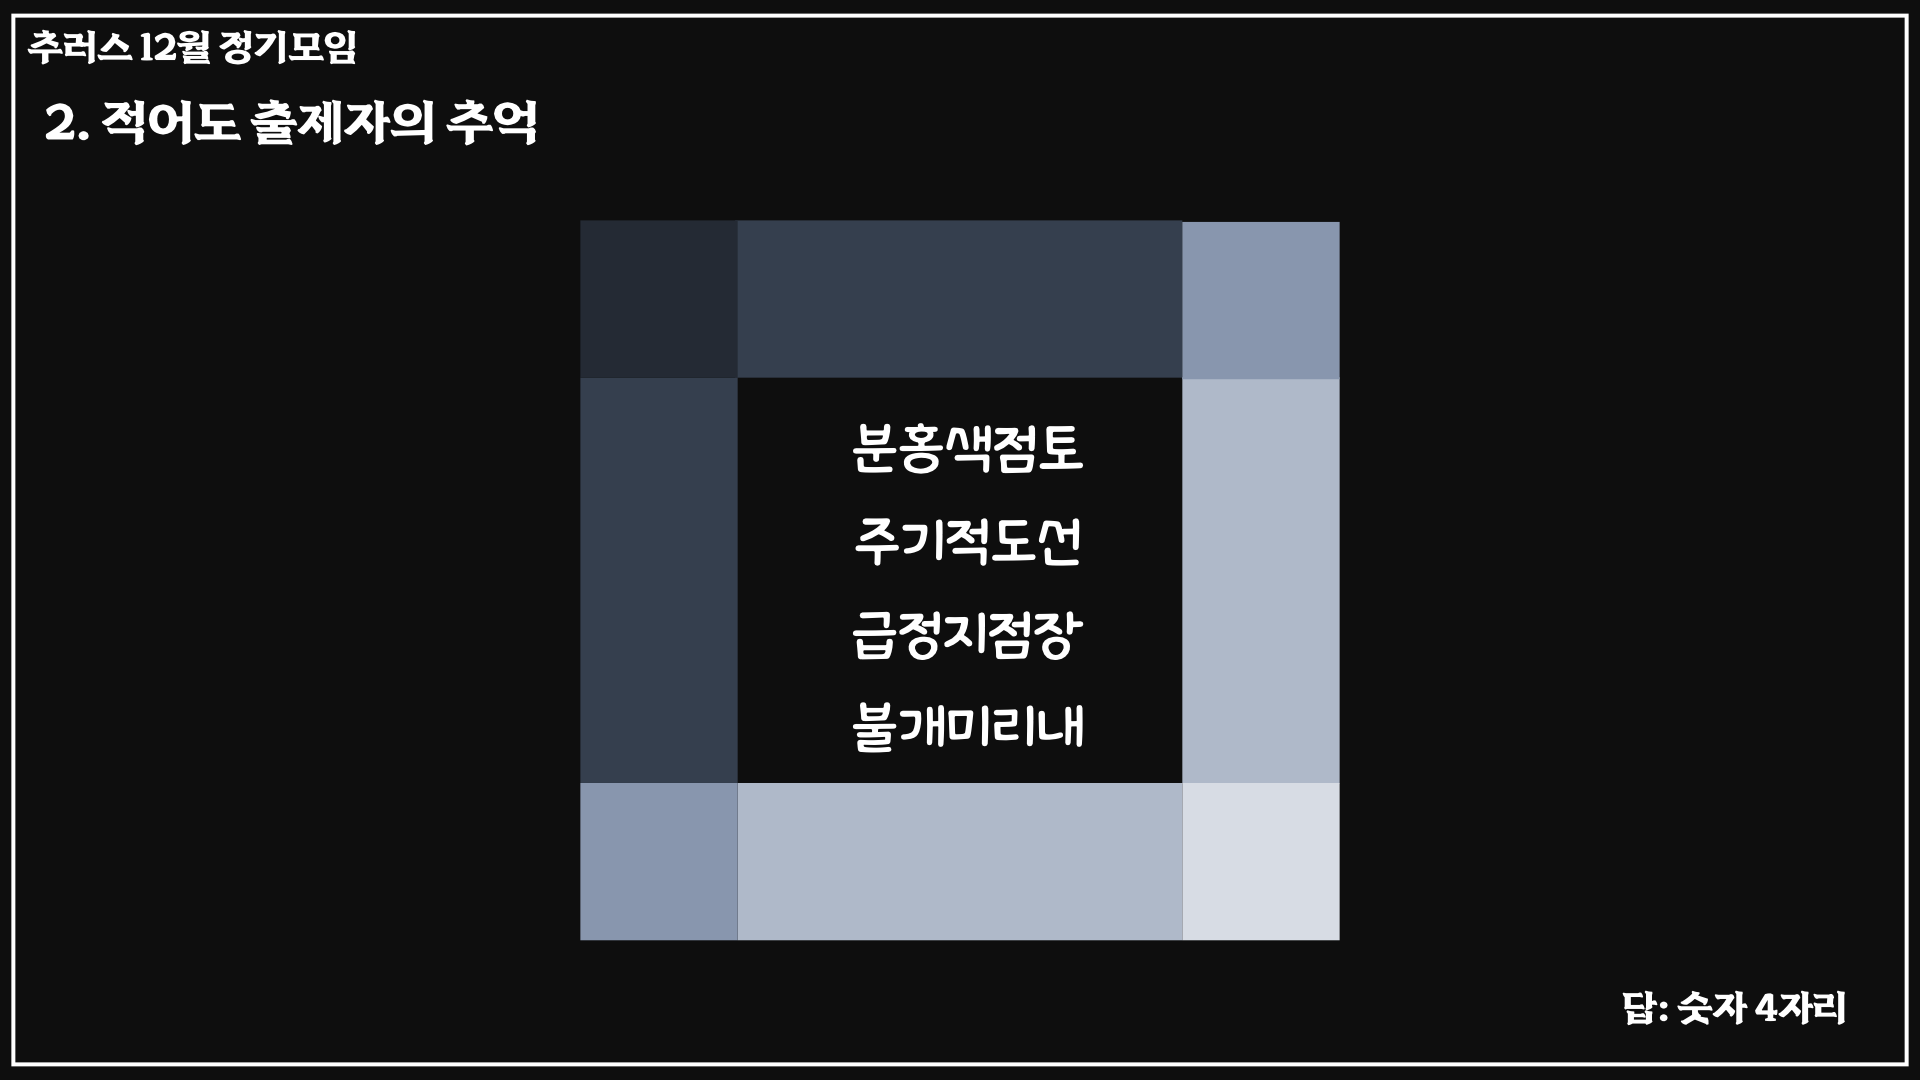 추러스 12월 정기모임
2. 적어도 출제자의 추억
분홍색점토
주기적도선
급정지점장
불개미리내
답: 숫자 4자리